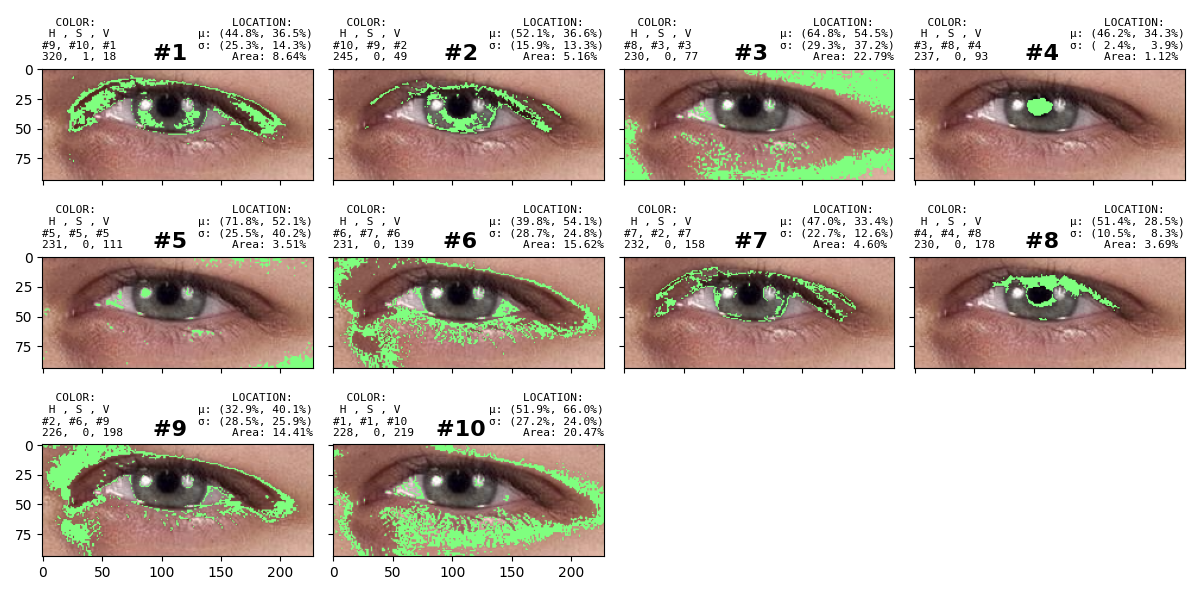 COLOR: LOCATION: COLOR: LOCATION: COLOR: LOCATION: COLOR: LOCATION:
H , S , V μ: (44.8%, 36.5%) H , S , V μ: (52.1%, 36.6%) H , S , V μ: (64.8%, 54.5%) H , S , V μ: (46.2%, 34.3%)
#9, #10, #1 #1 σ: (25.3%, 14.3%) #10, #9, #2 #2 σ: (15.9%, 13.3%) #8, #3, #3 #3 σ: (29.3%, 37.2%) #3, #8, #4 #4 σ: ( 2.4%, 3.9%)
320, 1, 18 Area: 8.64% 245, 0, 49 Area: 5.16% 230, 0, 77 Area: 22.79% 237, 0, 93 Area: 1.12%
0
25
50
75
COLOR: LOCATION: COLOR: LOCATION: COLOR: LOCATION: COLOR: LOCATION:
H , S , V μ: (71.8%, 52.1%) H , S , V μ: (39.8%, 54.1%) H , S , V μ: (47.0%, 33.4%) H , S , V μ: (51.4%, 28.5%)
#5, #5, #5 #5 σ: (25.5%, 40.2%) #6, #7, #6 #6 σ: (28.7%, 24.8%) #7, #2, #7 #7 σ: (22.7%, 12.6%) #4, #4, #8 #8 σ: (10.5%, 8.3%)
231, 0, 111 Area: 3.51% 231, 0, 139 Area: 15.62% 232, 0, 158 Area: 4.60% 230, 0, 178 Area: 3.69%
0
25
50
75
COLOR: LOCATION: COLOR: LOCATION:
H , S , V μ: (32.9%, 40.1%) H , S , V μ: (51.9%, 66.0%)
#2, #6, #9 #9 σ: (28.5%, 25.9%) #1, #1, #10 #10 σ: (27.2%, 24.0%)
226, 0, 198 Area: 14.41% 228, 0, 219 Area: 20.47%
0
25
50
75
0 50 100 150 200 0 50 100 150 200